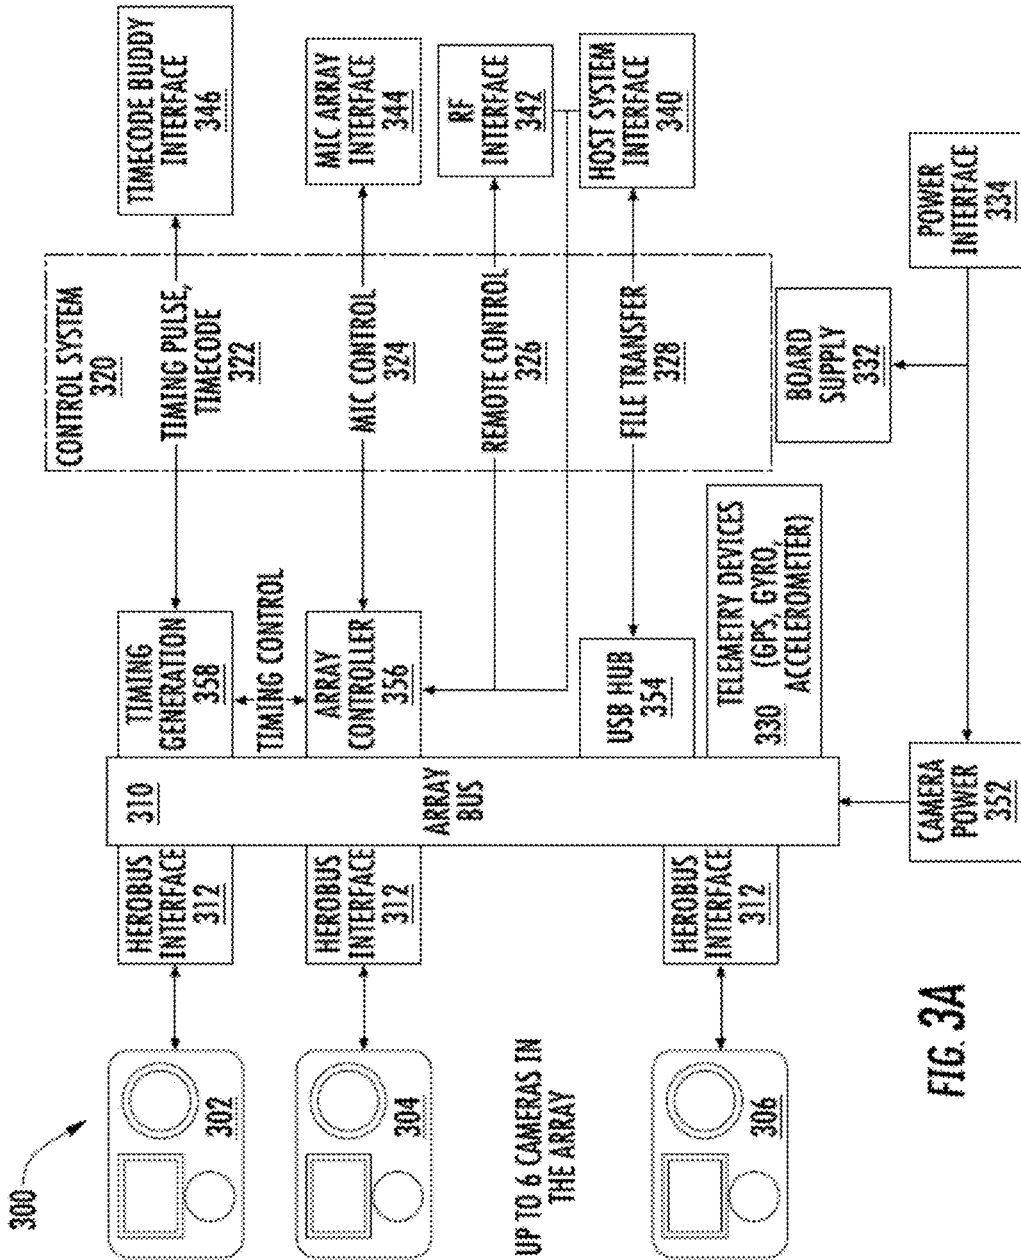 300
302
304
UP TO 6 CAMERAS IN
THE ARRAY
306
HEROBUS
INTERFACE
312
HEROBUS
INTERFACE
312
HEROBUS
INTERFACE
312
310
ARRAY
BUS
TIMING
GENERATION
358
TIMING CONTROL
ARRAY
CONTROLLER
356
USB HUB
354
TELEMETRY DEVICES
330 (GPS, GYRO,
ACCELEROMETER)
CAMERA
POWER
352
CONTROL SYSTEM
320
TIMING PULSE,
TIMECODE
322
MIC CONTROL
324
REMOTE CONTROL
326
FILE TRANSFER
328
BOARD
SUPPLY
332
TIMECODE BUDDY
INTERFACE
346
MIC ARRAY
INTERFACE
344
RF
INTERFACE
342
HOST SYSTEM
INTERFACE
340
POWER
INTERFACE
334
FIG. 3A